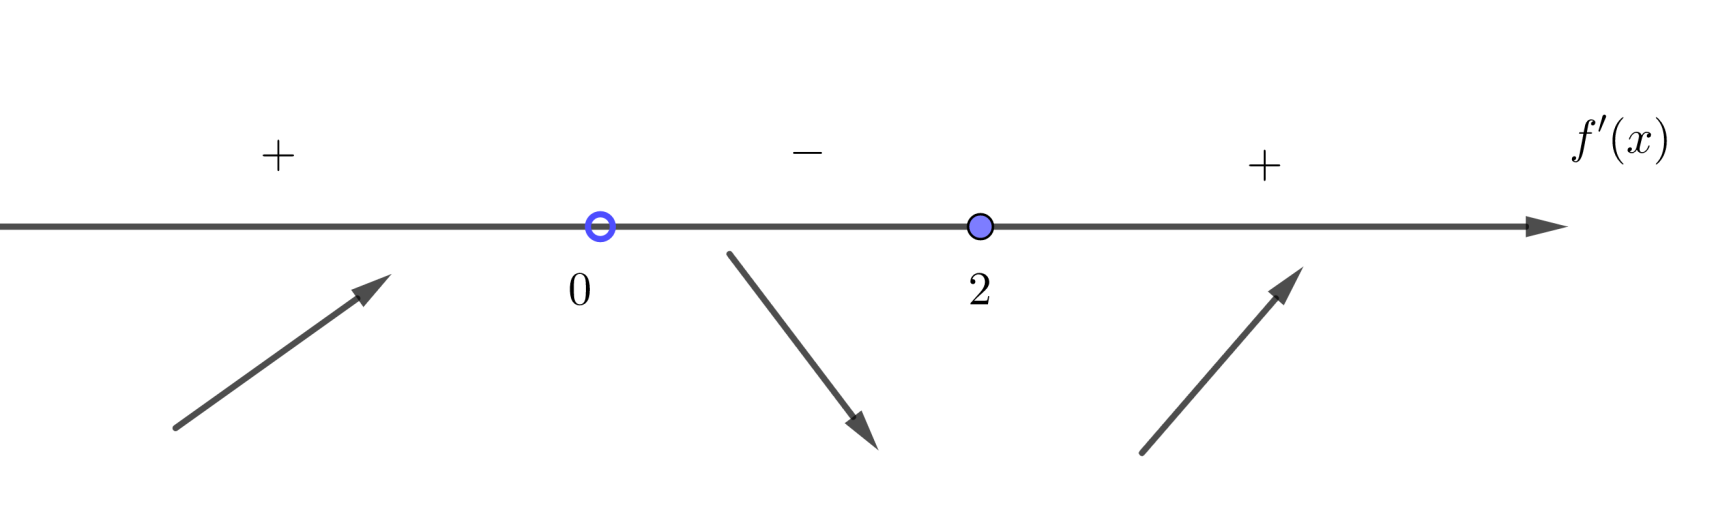 + − + f′(x)
0 2